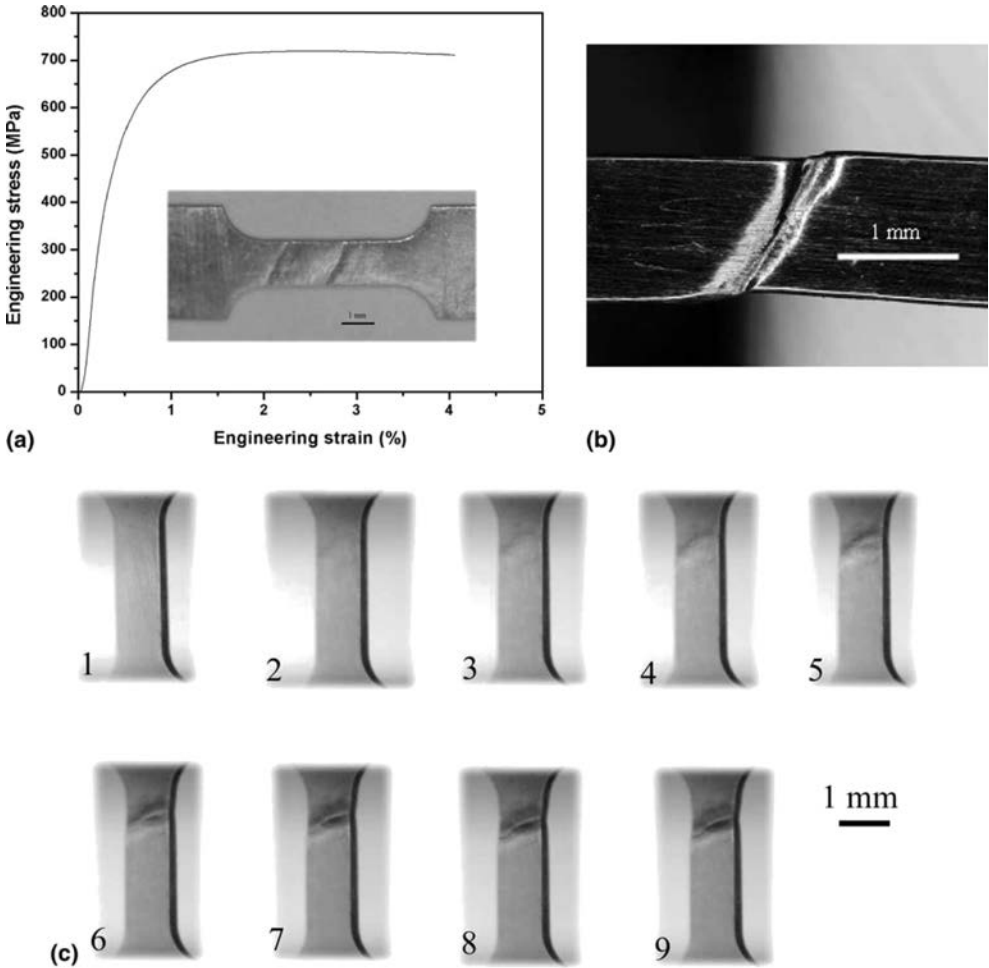 800
700
600
500
400
300
200
100
0
Engineering stress (MPa)
0 1 2 3 4 5
Engineering strain (%)
1 mm
(a)
1 mm
(b)
1 2 3 4 5
6 7 8 9
1 mm
(c)